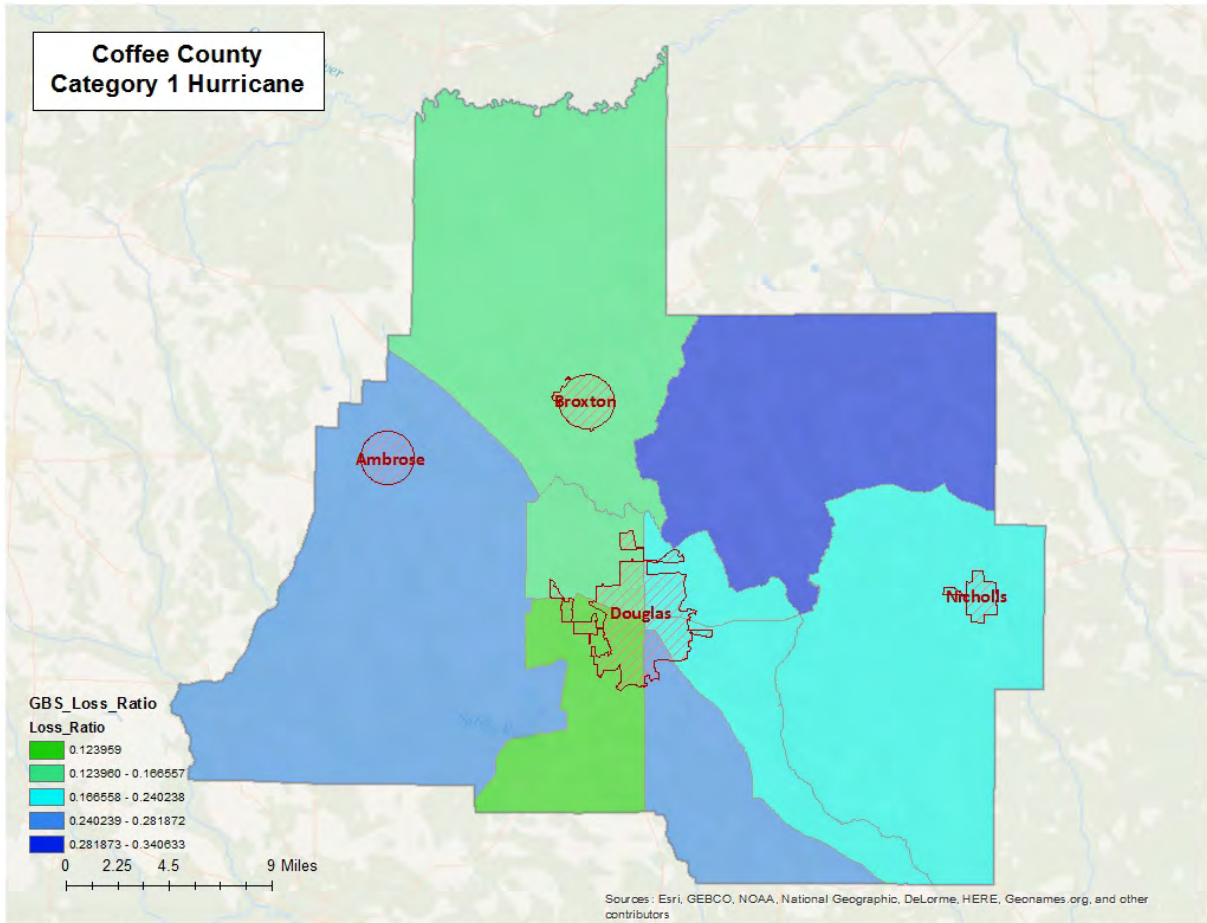 Coffee County
Category 1 Hurricane
Broxton
Ambrose
Nicholls
Douglas
GBS_Loss_Ratio
Loss_Ratio
0.123959
0.123960 - 0.166557
0.166558 - 0.240238
0.240239 - 0.281872
0.281873 - 0.340633
0 2.25 4.5 9 Miles
Sources: Esri, GEBCO, NOAA, National Geographic, DeLorme, HERE, Geonames.org, and other
contributors